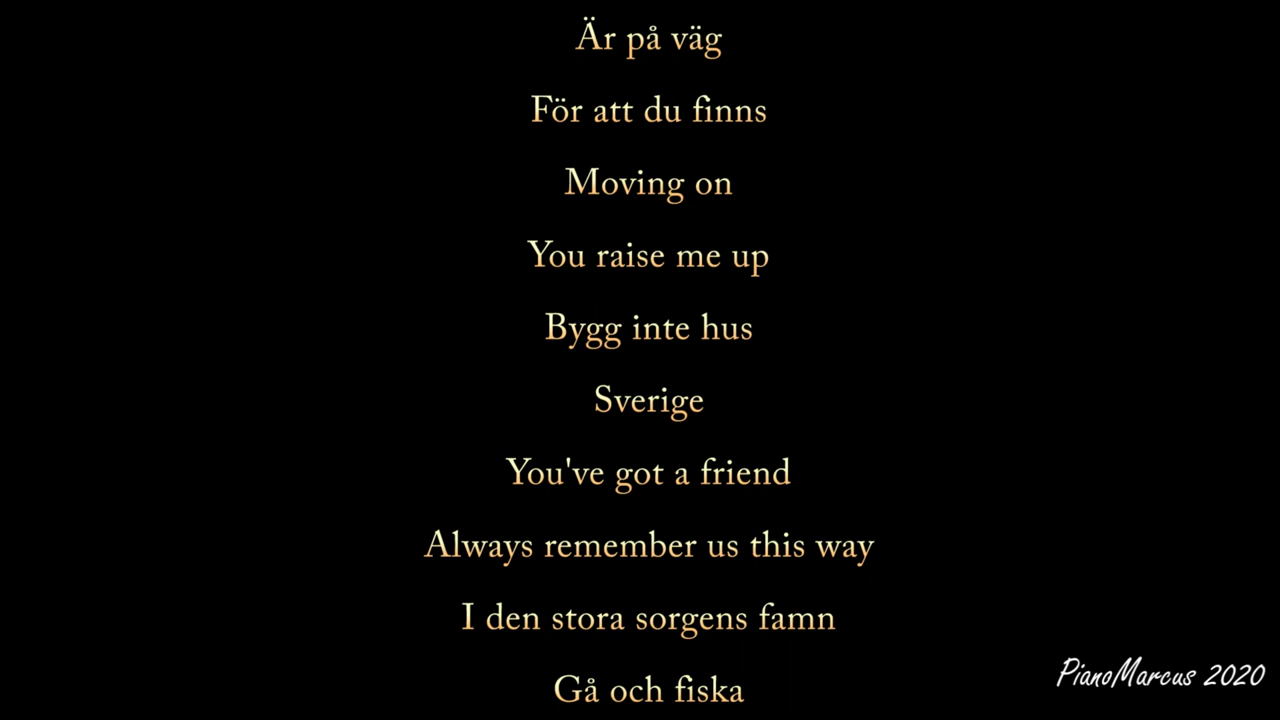 Är på väg
För att du finns
Moving on
You raise me up
Bygg inte hus
Sverige
You've got a friend
Always remember us this way
I den stora sorgens famn
Gå och fiska
PianoMarcus 2020